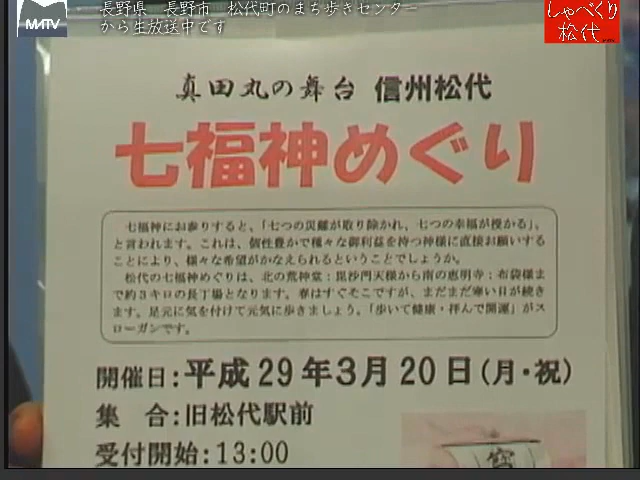 MATV
長野県 長野市 松代町のまち歩きセンター
から生放送中です
しゃべくり
松代
真田丸の舞台 信州松代
七福神めぐり
七福神にお参りすると、「七つの災難が取り除かれ、七つの幸福が授かる」、
と言われます。これは、個性豊かで種々な御利益を持つ神様に直接お願いする
ことにより、様々な希望がかなえられるということでしょうか。
松代の七福神めぐりは、北の荒神堂：毘沙門天様から南の恵明寺：布袋様ま
で約３キロの長丁場となります。春はすぐそこですが、まだまだ寒い日が続き
ます。足元に気を付けて元気に歩きましょう。「歩いて健康・拝んで開運」がス
ローガンです。
開催日：平成29年3月20日(月・祝)
集 合：旧松代駅前
受付開始：13:00
宝